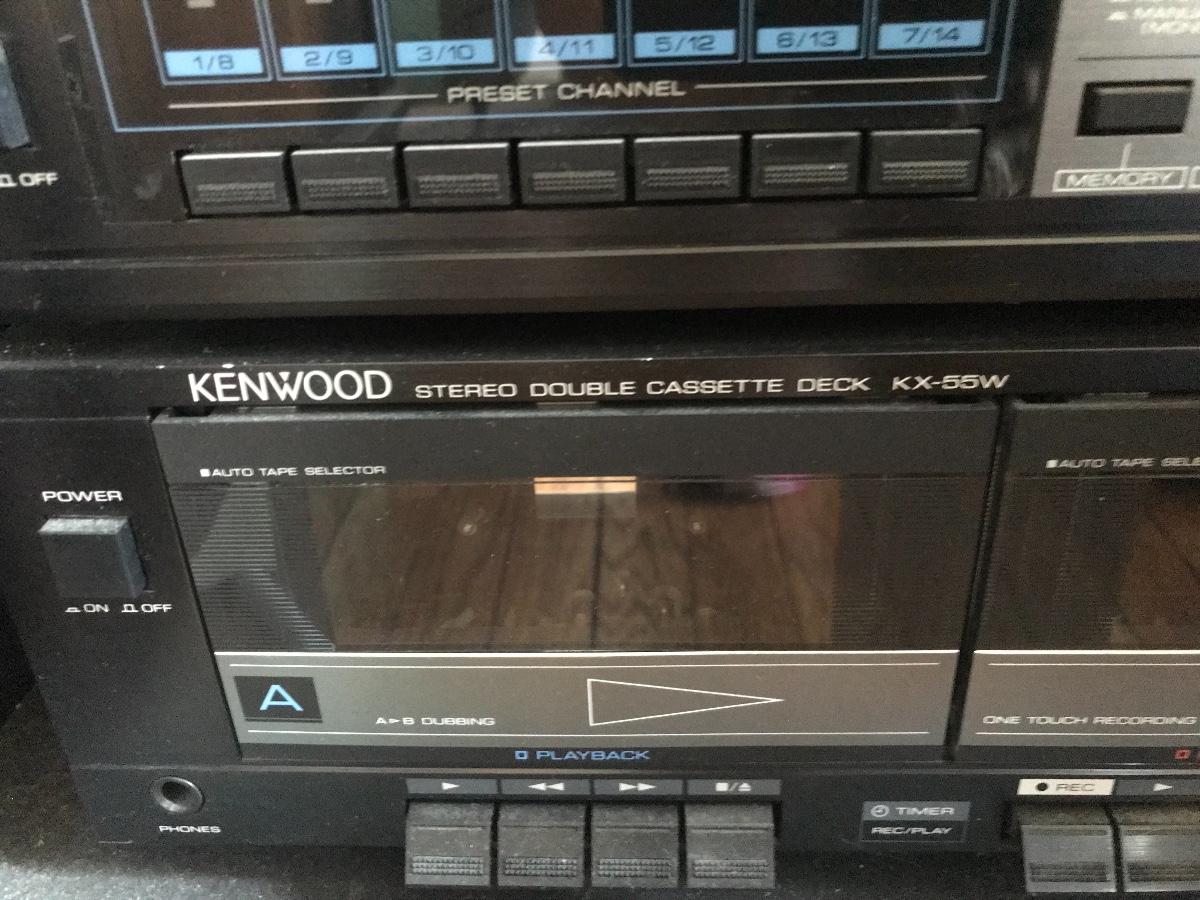 1/8 2/9 3/10 4/11 5/12 6/13 7/14
PRESET CHANNEL
OFF
MEMORY
KENWOOD STEREO DOUBLE CASSETTE DECK KX-55W
AUTO TAPE SELECTOR
AUTO TAPE
POWER
ON OFF
A
A►B DUBBING
ONE TOUCH RECORDING
PLAYBACK
PHONES
► ◄◄ ►► ■/▲
TIMER
REC/PLAY
● REC ►